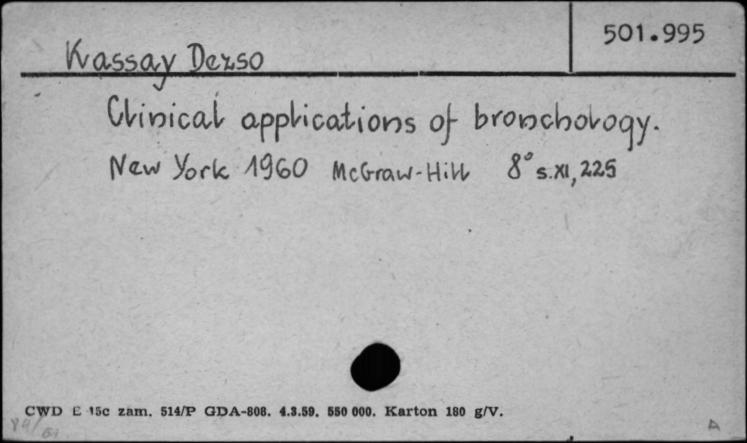 501.995
Kassay Dezso
Clinical applications of bronchology.
New York 1960 McGraw-Hill 8° s.XI, 225
CWD E 15c zam. 514/P GDA-808. 4.3.59. 550 000. Karton 180 g/V.
A